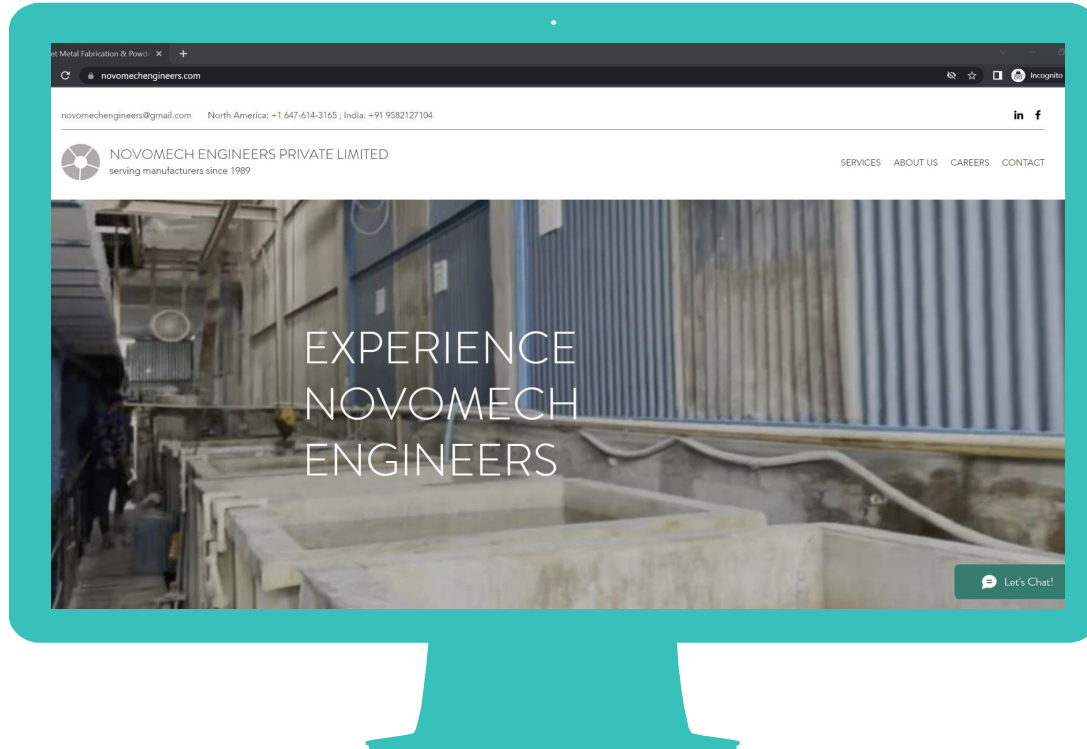 et Metal Fabrication & Powd
novomechengineers.com
Incognito
novomechengineers@gmail.com North America: +1 647-614-3165 ; India: +91 9582127104
in f
NOVOMECH ENGINEERS PRIVATE LIMITED
serving manufacturers since 1989
SERVICES ABOUT US CAREERS CONTACT
EXPERIENCE
NOVOMECH
ENGINEERS
Let's Chat!